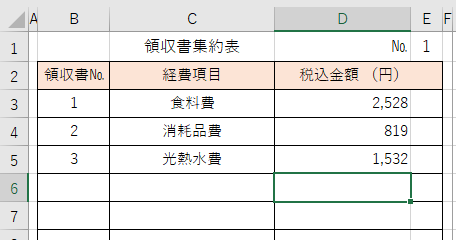 A B C D E F
1 領収書集約表 № 1
2 領収書№ 経費項目 税込金額 （円）
3 1 食料費 2,528
4 2 消耗品費 819
5 3 光熱水費 1,532
6
7